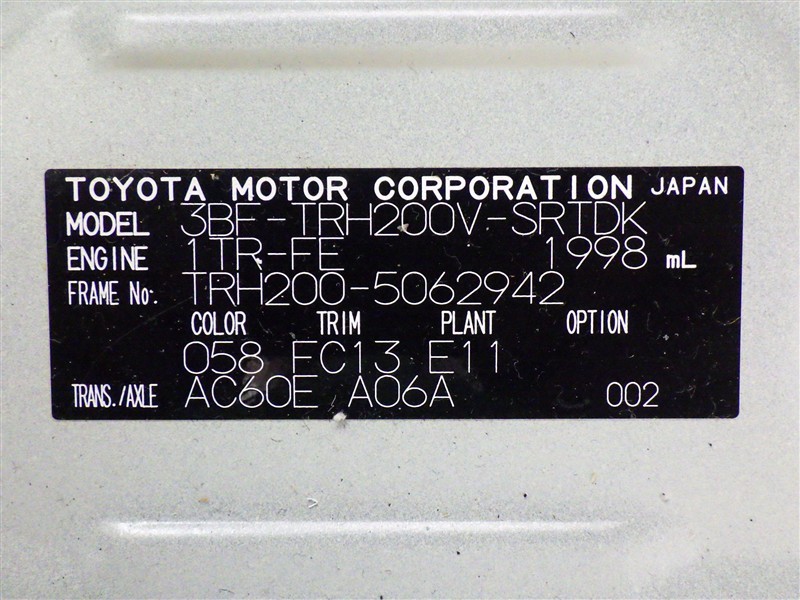 TOYOTA MOTOR CORPORATION JAPAN
MODEL 3BF-TRH200V-SRTDK
ENGINE 1TR-FE 1998 mL
FRAME No. TRH200-5062942
COLOR TRIM PLANT OPTION
058 FC13 E11
TRANS./AXLE AC60E A06A 002